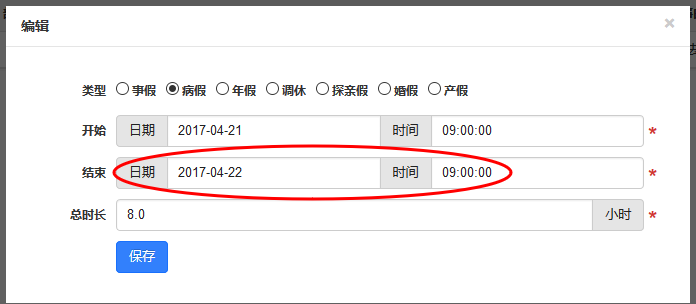 编辑 ×
类型 事假 病假 年假 调休 探亲假 婚假 产假
开始 日期 2017-04-21 时间 09:00:00 *
结束 日期 2017-04-22 时间 09:00:00 *
总时长 8.0 小时 *
保存